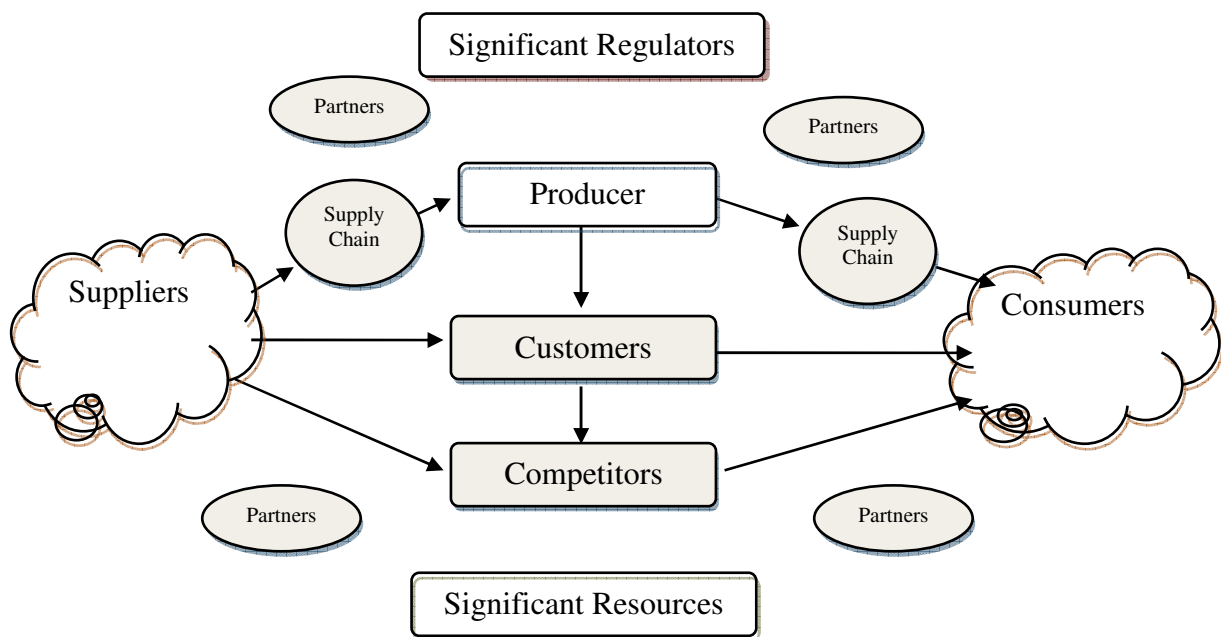 Significant Regulators
Partners
Partners
Producer
Supply
Chain
Supply
Chain
Suppliers
Consumers
Customers
Competitors
Partners
Partners
Significant Resources